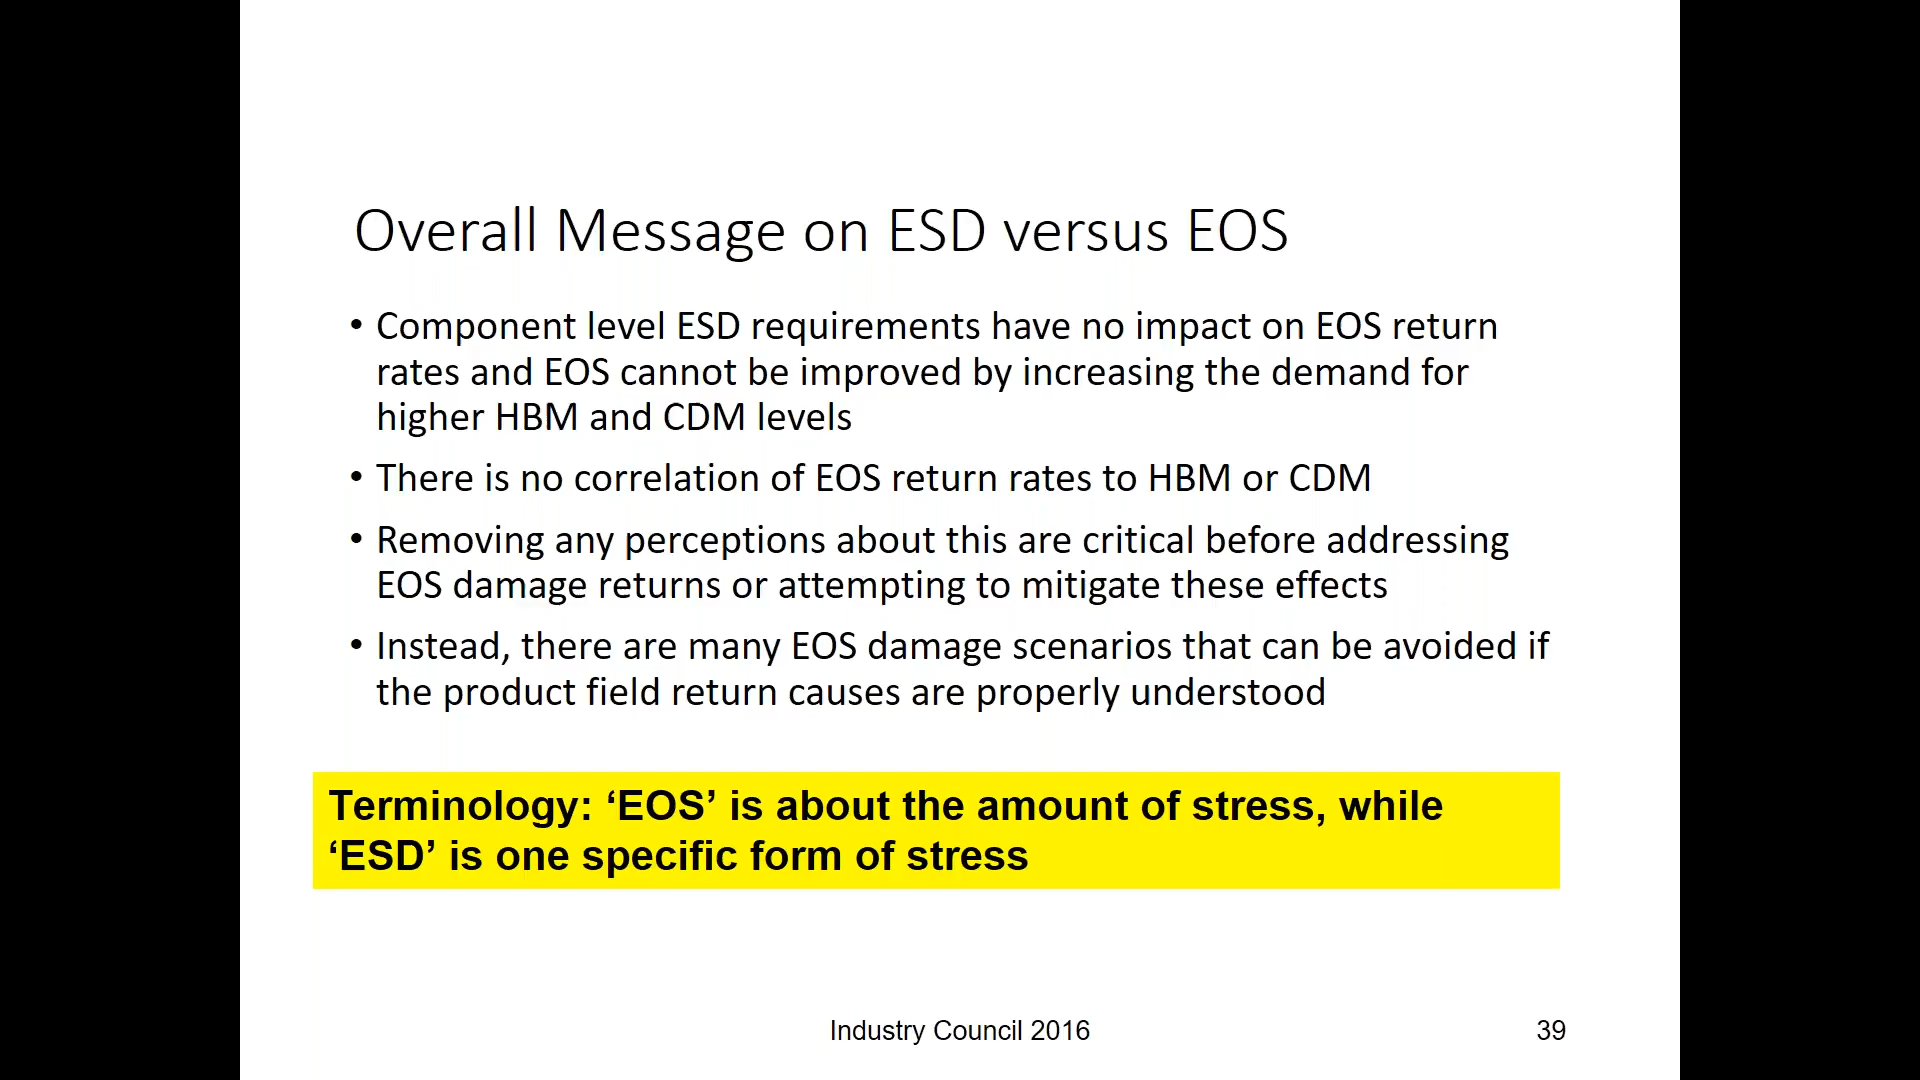 Overall Message on ESD versus EOS
• Component level ESD requirements have no impact on EOS return
rates and EOS cannot be improved by increasing the demand for
higher HBM and CDM levels
• There is no correlation of EOS return rates to HBM or CDM
• Removing any perceptions about this are critical before addressing
EOS damage returns or attempting to mitigate these effects
• Instead, there are many EOS damage scenarios that can be avoided if
the product field return causes are properly understood
Terminology: ‘EOS’ is about the amount of stress, while
‘ESD’ is one specific form of stress
Industry Council 2016
39